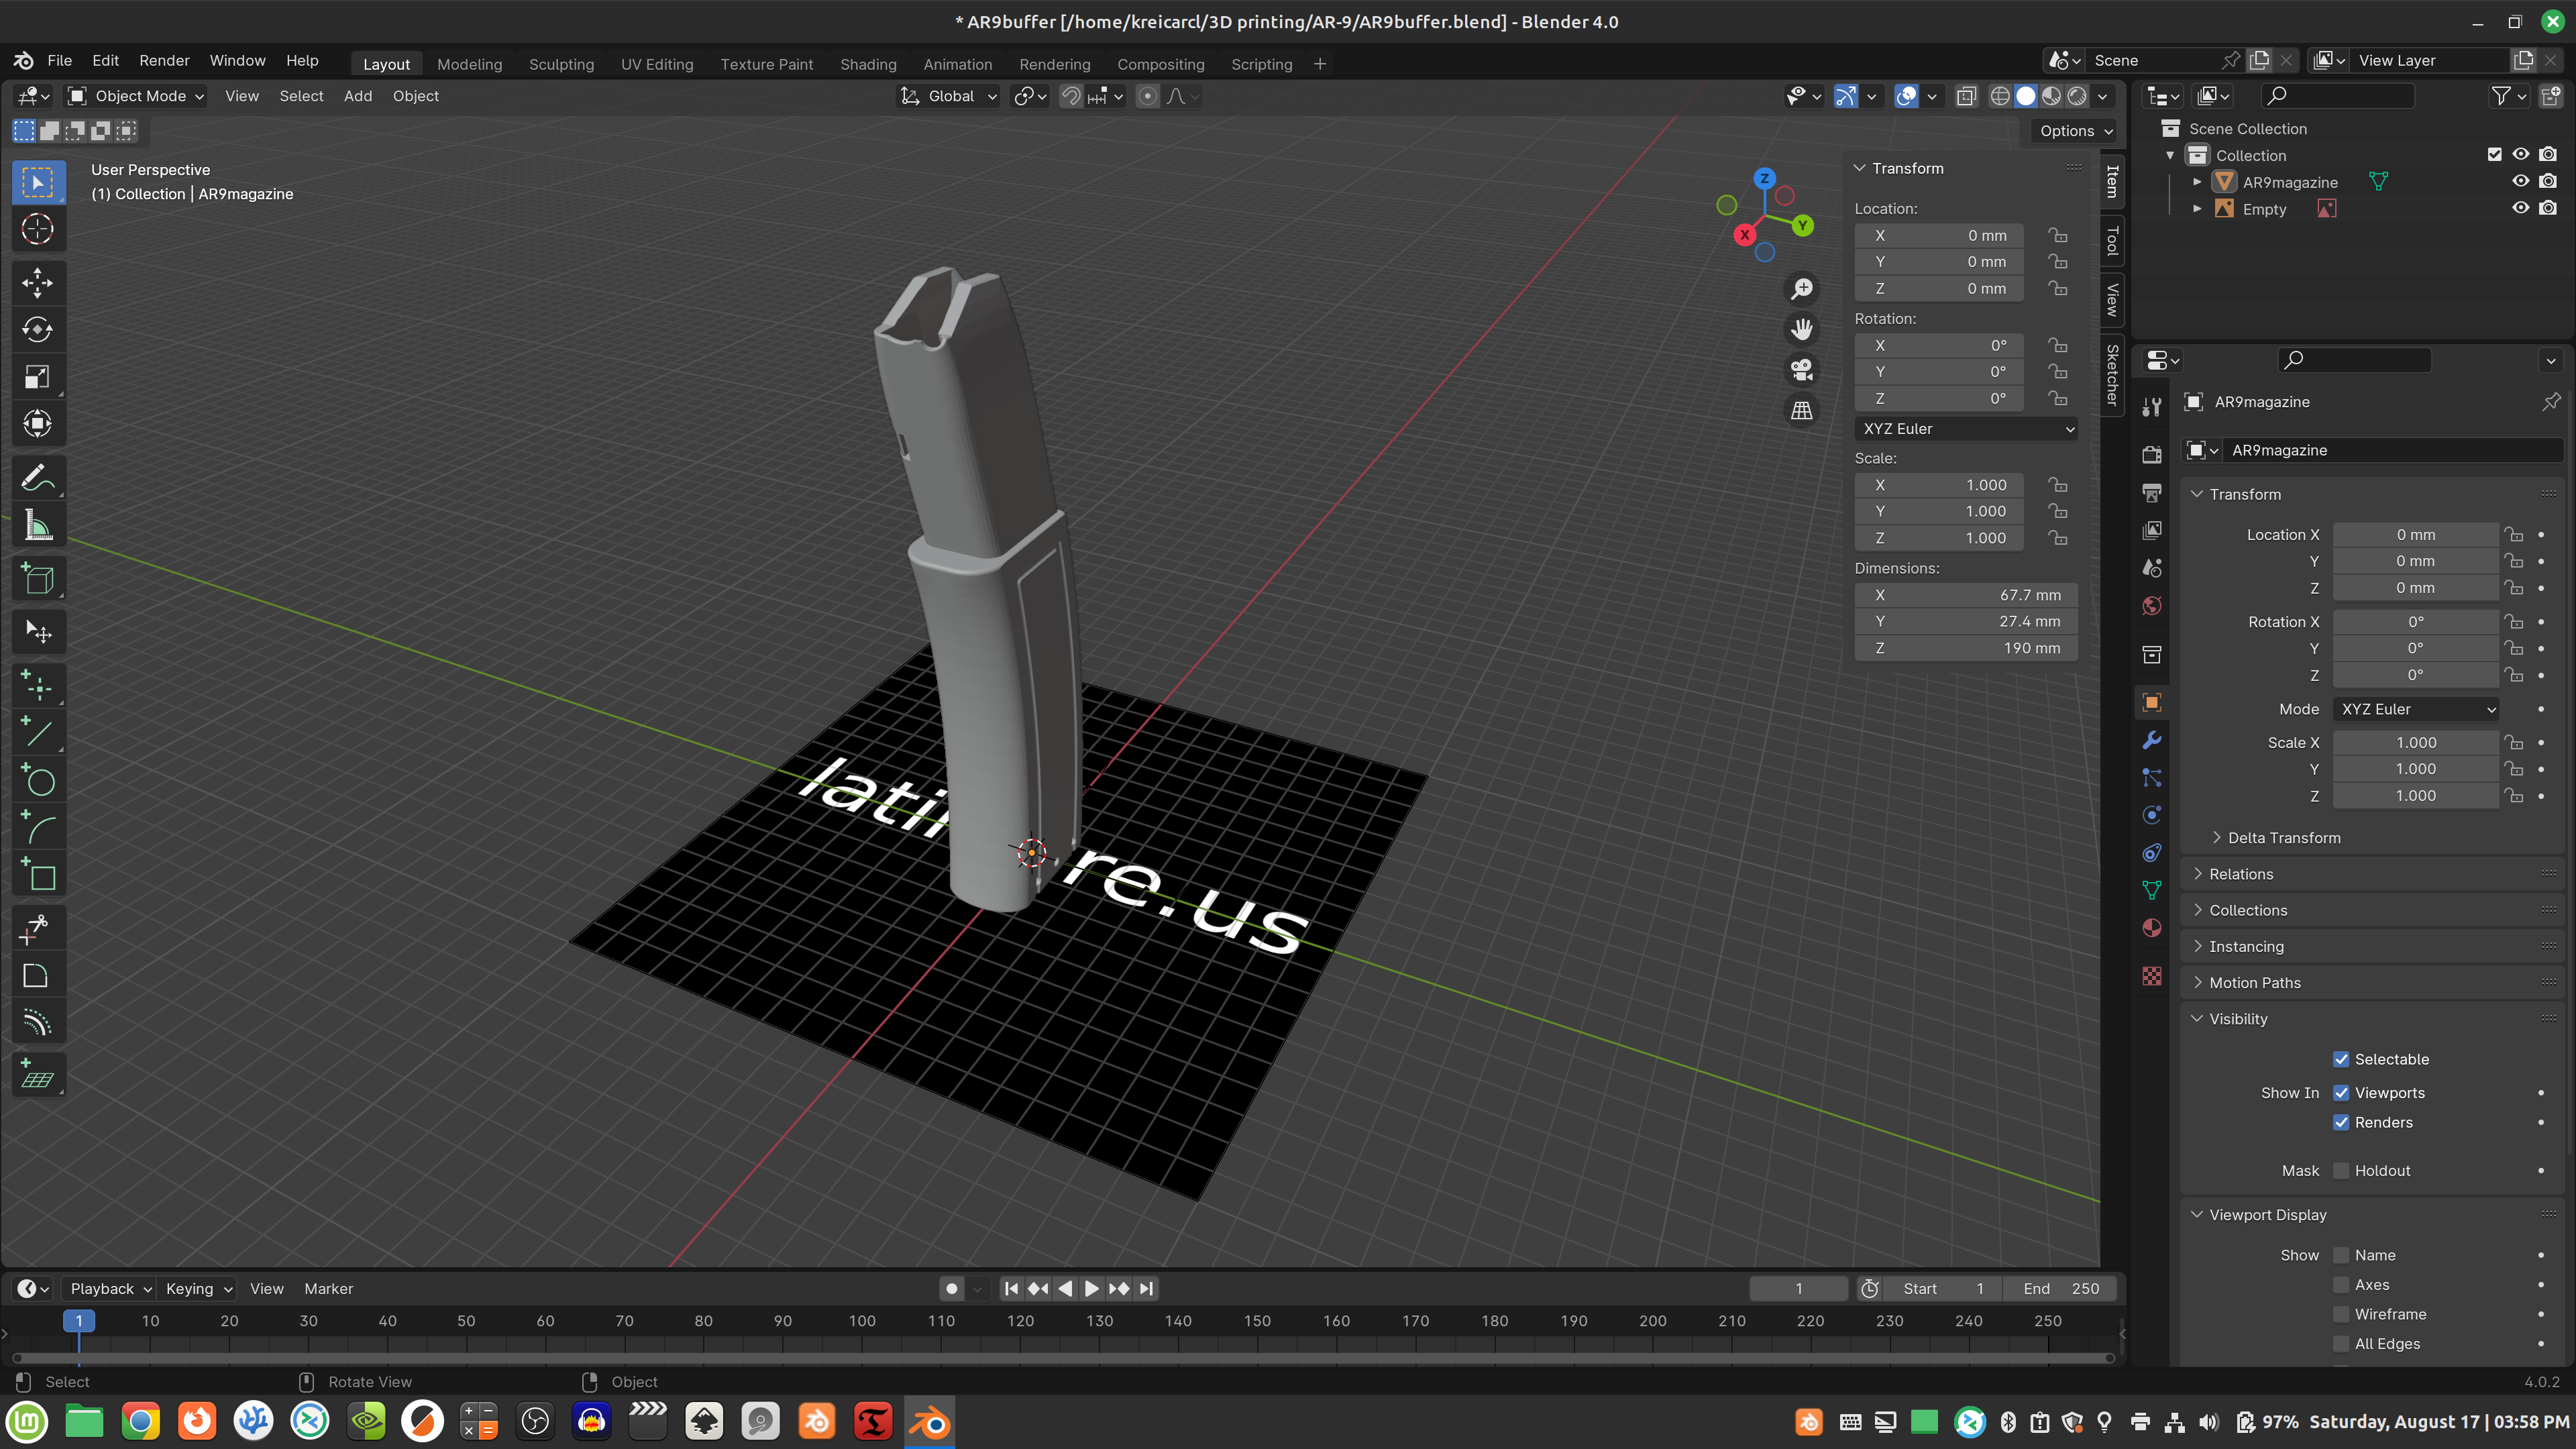 * AR9buffer [/home/kreicarcl/3D printing/AR-9/AR9buffer.blend] - Blender 4.0
File Edit Render Window Help Layout Modeling Sculpting UV Editing Texture Paint Shading Animation Rendering Compositing Scripting + Scene View Layer
Object Mode View Select Add Object Global
Options
User Perspective
(1) Collection | AR9magazine
Z
Y
X
Transform
Location:
X 0 mm
Y 0 mm
Z 0 mm
Rotation:
X 0°
Y 0°
Z 0°
XYZ Euler
Scale:
X 1.000
Y 1.000
Z 1.000
Dimensions:
X 67.7 mm
Y 27.4 mm
Z 190 mm
Item
Tool
View
Sketcher
re.us
Scene Collection
Collection
AR9magazine
Empty
AR9magazine
AR9magazine
Transform
Location X 0 mm
Y 0 mm
Z 0 mm
Rotation X 0°
Y 0°
Z 0°
Mode XYZ Euler
Scale X 1.000
Y 1.000
Z 1.000
Delta Transform
Relations
Collections
Instancing
Motion Paths
Visibility
Selectable
Show In Viewports
Renders
Mask Holdout
Viewport Display
Show Name
Axes
Wireframe
All Edges
Playback Keying View Marker 1 Start 1 End 250
1 10 20 30 40 50 60 70 80 90 100 110 120 130 140 150 160 170 180 190 200 210 220 230 240 250
Select Rotate View Object 4.0.2
97% Saturday, August 17 | 03:58 PM